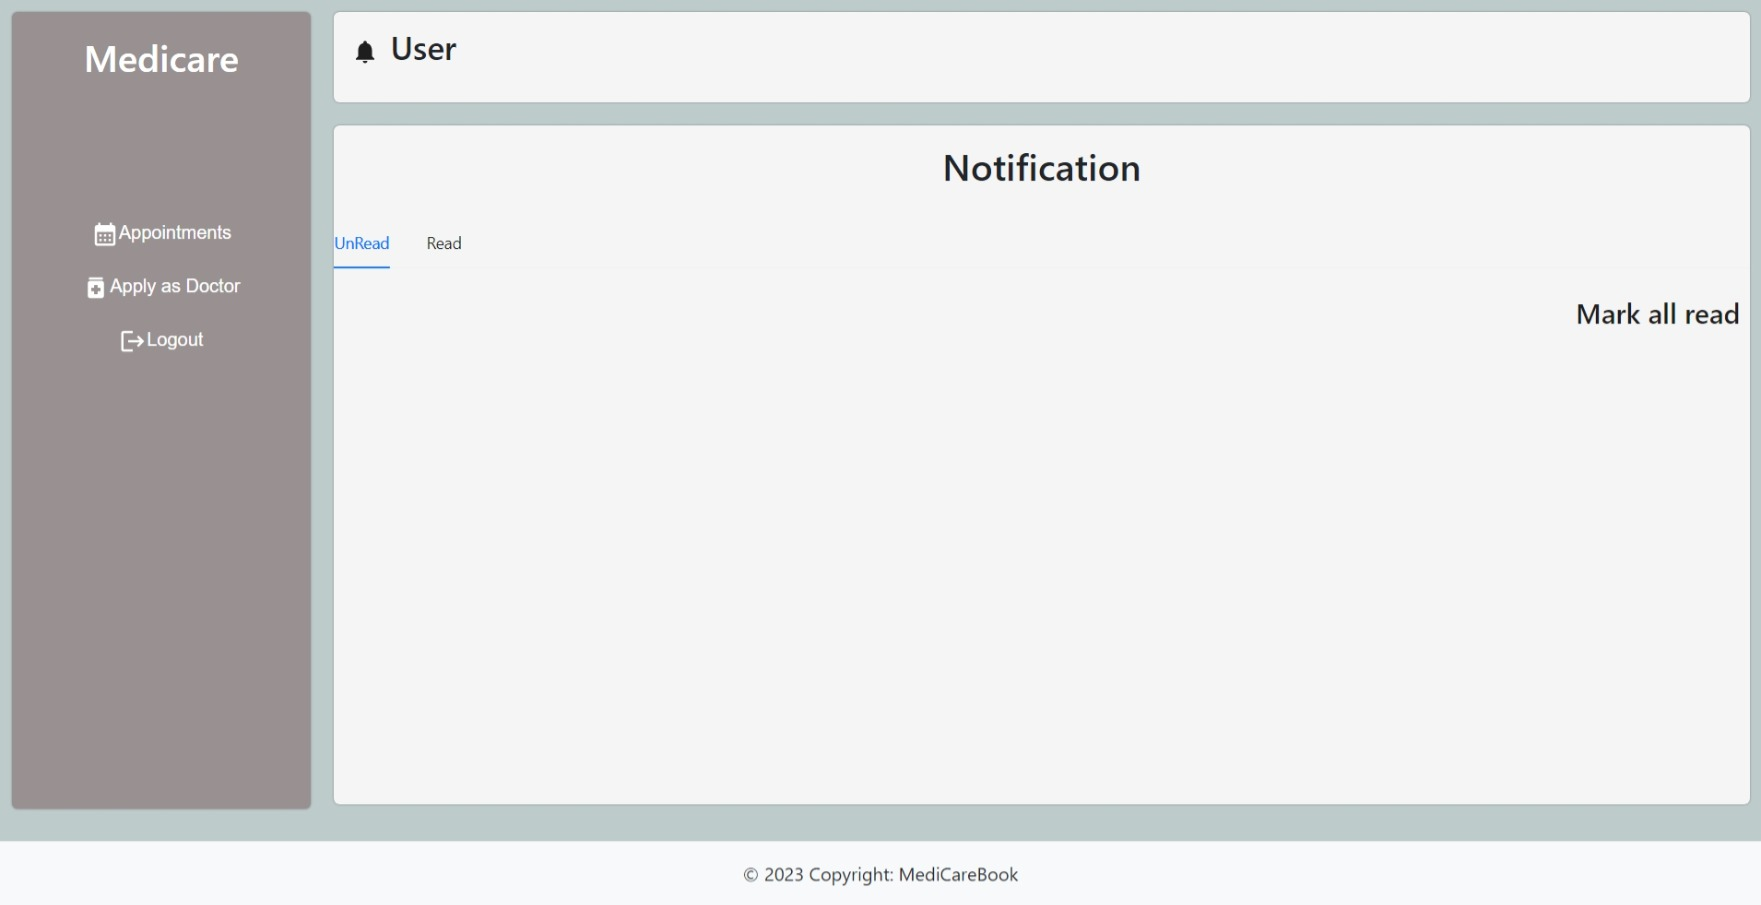 Medicare
Appointments
Apply as Doctor
Logout
User
Notification
UnRead Read
Mark all read
© 2023 Copyright: MediCareBook